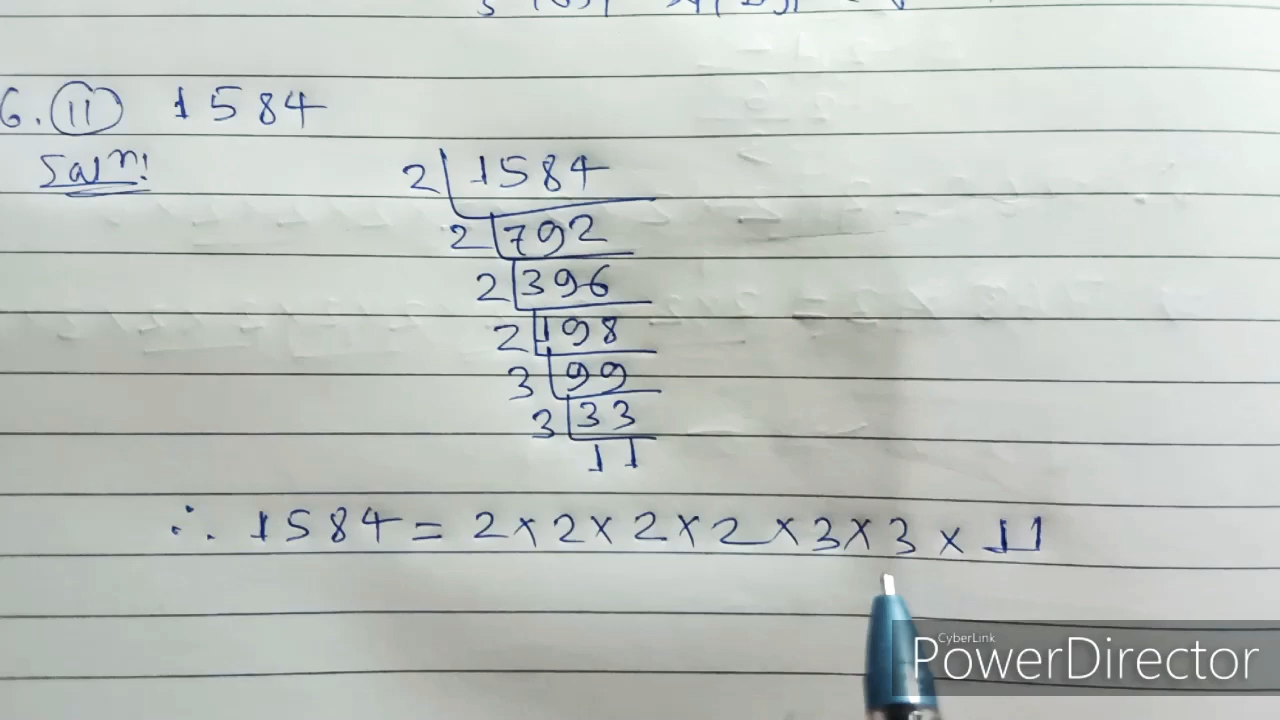 6. (11) 1584
Soln:
2 1584
2 792
2 396
2 198
3 99
3 33
11
∴ 1584 = 2 × 2 × 2 × 2 × 3 × 3 × 11
CyberLink
PowerDirector